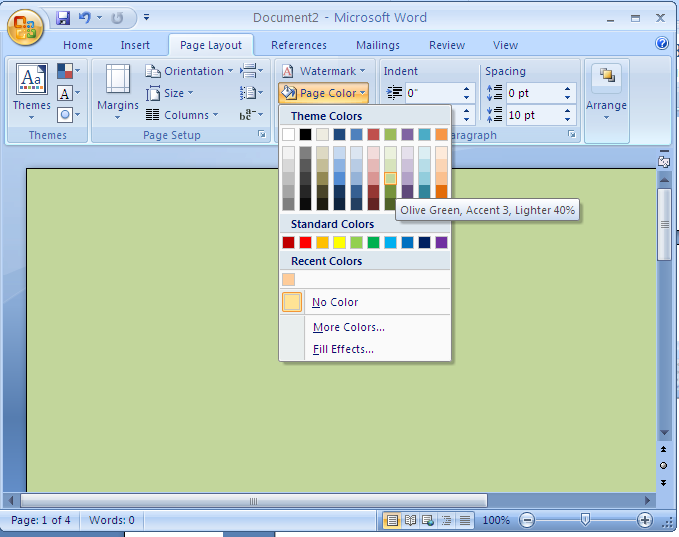 Document2 - Microsoft Word
Home Insert Page Layout References Mailings Review View
Aa Themes A Themes
Margins Orientation Size Columns Page Setup
Watermark Page Color
Indent 0"
Spacing 0 pt 10 pt
Arrange
aragraph
Theme Colors
Olive Green, Accent 3, Lighter 40%
Standard Colors
Recent Colors
No Color
More Colors...
Fill Effects...
Page: 1 of 4 Words: 0 100%